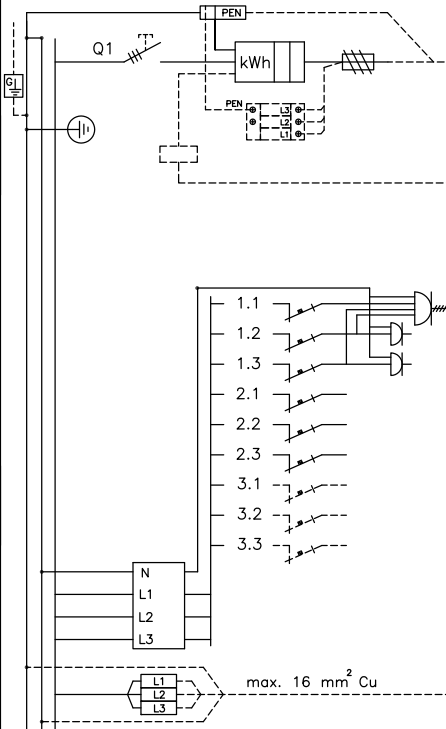 PEN
Q1
kWh
G
PEN
L3
L2
L1
1.1
1.2
1.3
2.1
2.2
2.3
3.1
3.2
3.3
N
L1
L2
L3
max. 16 mm² Cu
L1
L2
L3